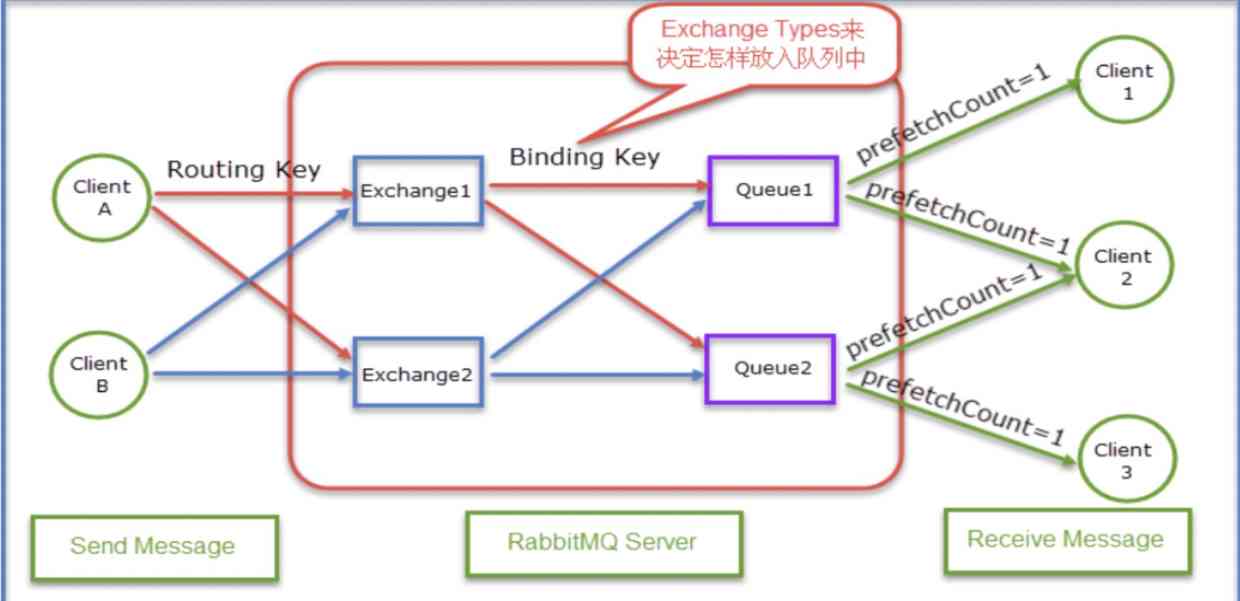 Exchange Types来
决定怎样放入队列中
Client
A
Routing Key
Exchange1
Binding Key
Queue1
prefetchCount=1
Client
1
prefetchCount=1
Client
2
Client
B
Exchange2
Queue2
prefetchCount=1
prefetchCount=1
Client
3
Send Message
RabbitMQ Server
Receive Message